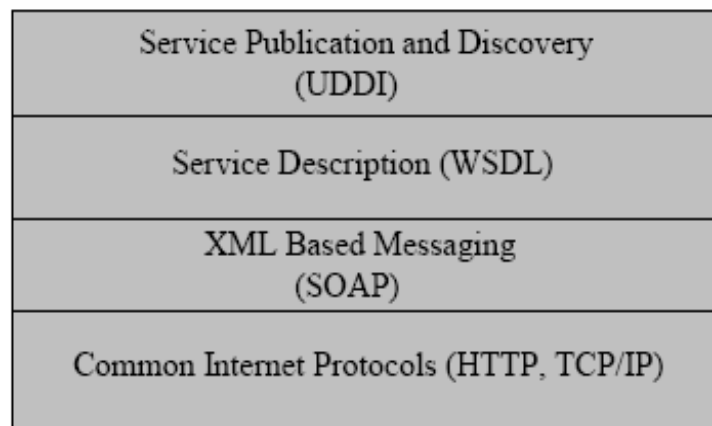 Service Publication and Discovery
(UDDI)
Service Description (WSDL)
XML Based Messaging
(SOAP)
Common Internet Protocols (HTTP, TCP/IP)